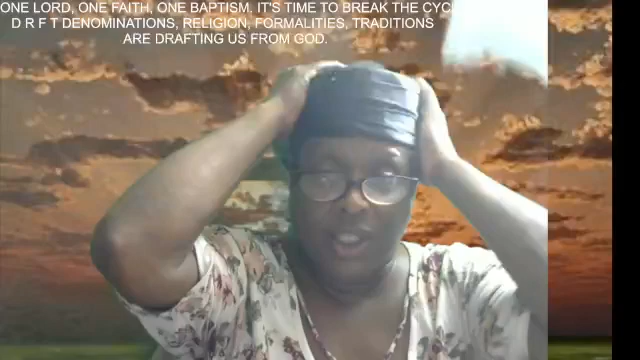 ONE LORD, ONE FAITH, ONE BAPTISM. IT'S TIME TO BREAK THE CYC
D R F T DENOMINATIONS, RELIGION, FORMALITIES, TRADITIONS
ARE DRAFTING US FROM GOD.